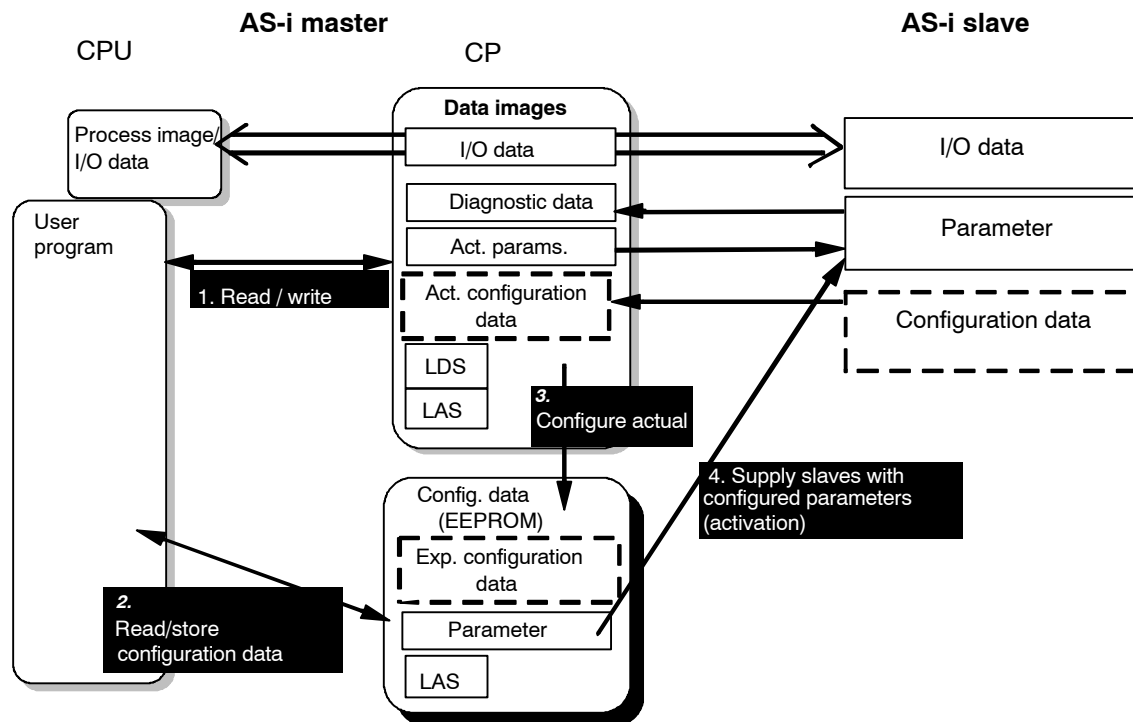 AS-i master
AS-i slave
CPU
CP
Data images
Process image/
I/O data
I/O data
I/O data
Diagnostic data
Parameter
User
program
Act. params.
1. Read / write
Act. configuration
data
Configuration data
LDS
LAS
3.
Configure actual
4. Supply slaves with
configured parameters
(activation)
Config. data
(EEPROM)
Exp. configuration
data
2.
Read/store
configuration data
Parameter
LAS